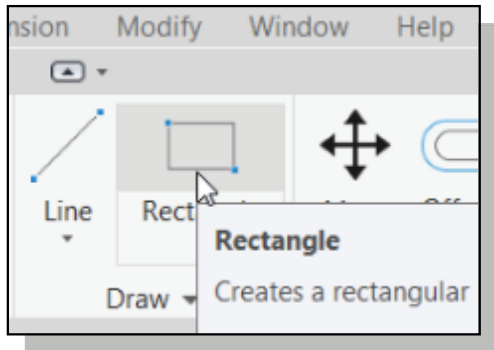 nsion Modify Window Help
Line Rect
Rectangle
Draw Creates a rectangular